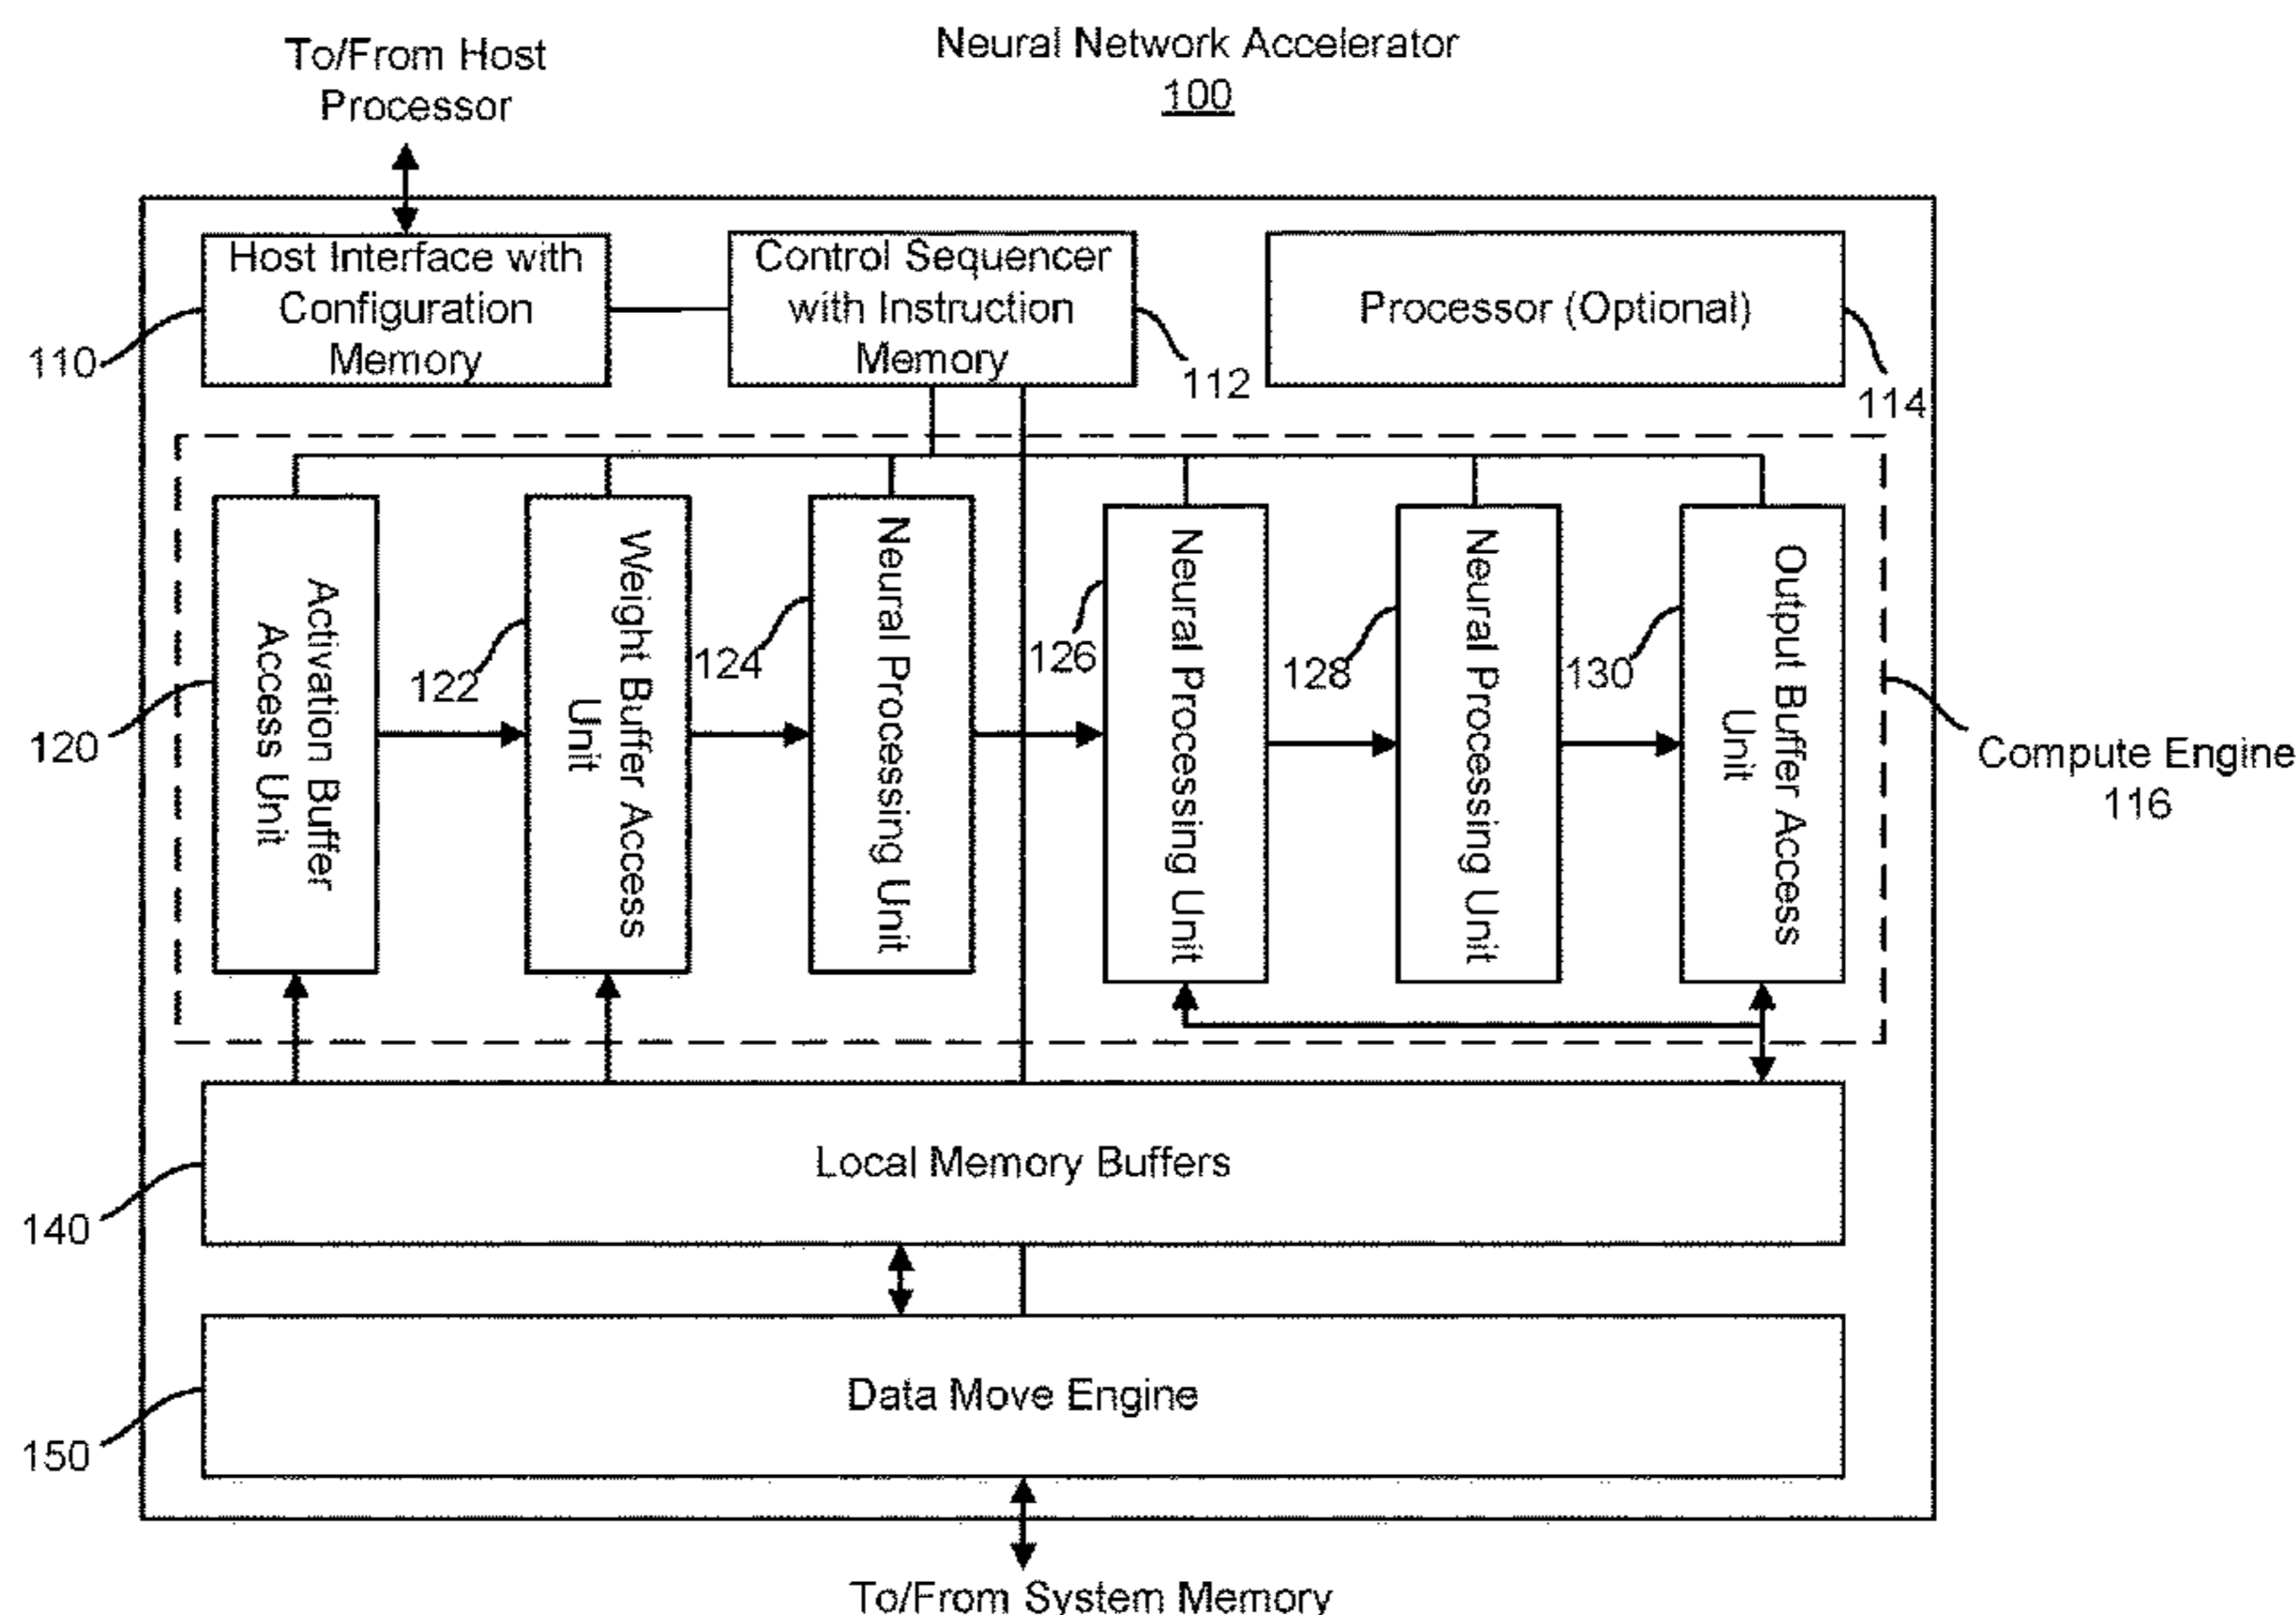 To/From Host
Processor
Neural Network Accelerator
100
Host Interface with
Configuration
Memory
110
Control Sequencer
with Instruction
Memory
112
Processor (Optional)
114
Activation Buffer
Access Unit
120
Weight Buffer Access
Unit
122
Neural Processing Unit
124
Neural Processing Unit
126
Neural Processing Unit
128
Output Buffer Access
Unit
130
Compute Engine
116
Local Memory Buffers
140
Data Move Engine
150
To/From System Memory